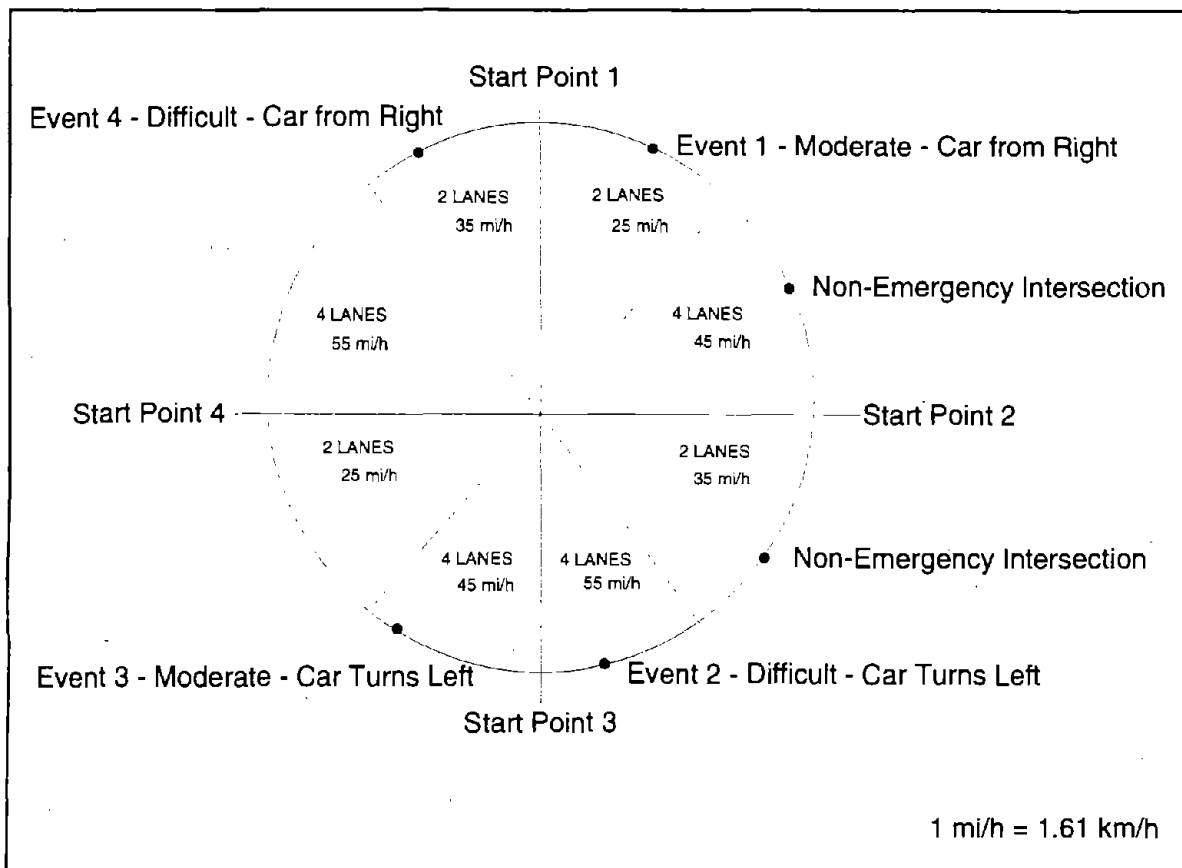 Start Point 1
Event 4 - Difficult - Car from Right
Event 1 - Moderate - Car from Right
2 LANES
35 mi/h
2 LANES
25 mi/h
Non-Emergency Intersection
4 LANES
55 mi/h
4 LANES
45 mi/h
Start Point 4
Start Point 2
2 LANES
25 mi/h
2 LANES
35 mi/h
4 LANES
45 mi/h
4 LANES
55 mi/h
Non-Emergency Intersection
Event 3 - Moderate - Car Turns Left
Event 2 - Difficult - Car Turns Left
Start Point 3
1 mi/h = 1.61 km/h